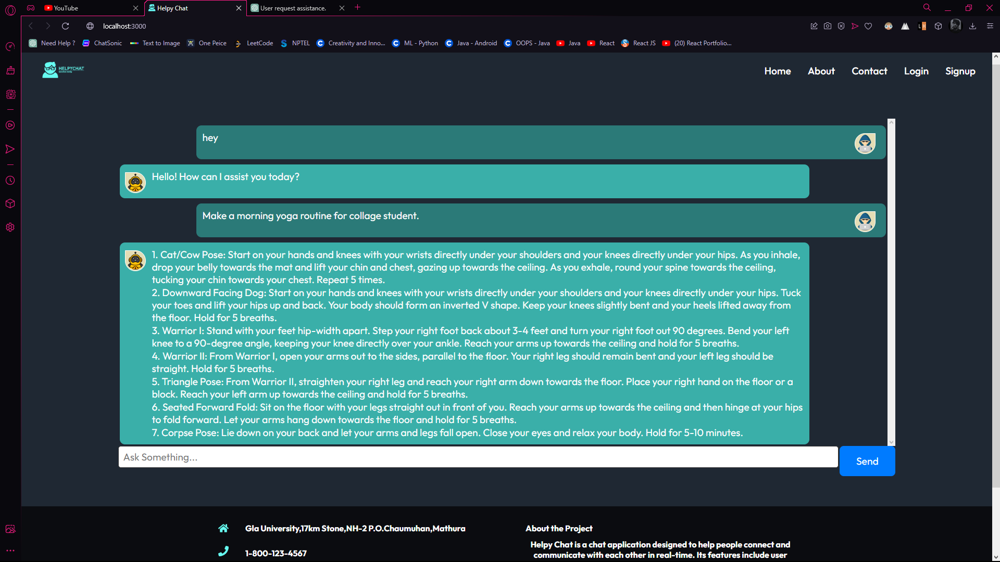 YouTube
Helpy Chat
User request assistance.
localhost:3000
Need Help ?
ChatSonic
Text to Image
One Peice
LeetCode
NPTEL
Creativity and Inno...
ML - Python
Java - Android
OOPS - Java
Java
React
React JS
(20) React Portfolio...
HELPYCHAT
Home
About
Contact
Login
Signup
hey
Hello! How can I assist you today?
Make a morning yoga routine for collage student.
1. Cat/Cow Pose: Start on your hands and knees with your wrists directly under your shoulders and your knees directly under your hips. As you inhale,
drop your belly towards the mat and lift your chin and chest, gazing up towards the ceiling. As you exhale, round your spine towards the ceiling,
tucking your chin towards your chest. Repeat 5 times.
2. Downward Facing Dog: Start on your hands and knees with your wrists directly under your shoulders and your knees directly under your hips. Tuck
your toes and lift your hips up and back. Your body should form an inverted V shape. Keep your knees slightly bent and your heels lifted away from
the floor. Hold for 5 breaths.
3. Warrior I: Stand with your feet hip-width apart. Step your right foot back about 3-4 feet and turn your right foot out 90 degrees. Bend your left
knee to a 90-degree angle, keeping your knee directly over your ankle. Reach your arms up towards the ceiling and hold for 5 breaths.
4. Warrior II: From Warrior I, open your arms out to the sides, parallel to the floor. Your right leg should remain bent and your left leg should be
straight. Hold for 5 breaths.
5. Triangle Pose: From Warrior II, straighten your right leg and reach your right arm down towards the floor. Place your right hand on the floor or a
block. Reach your left arm up towards the ceiling and hold for 5 breaths.
6. Seated Forward Fold: Sit on the floor with your legs straight out in front of you. Reach your arms up towards the ceiling and then hinge at your hips
to fold forward. Let your arms hang down towards the floor and hold for 5 breaths.
7. Corpse Pose: Lie down on your back and let your arms and legs fall open. Close your eyes and relax your body. Hold for 5-10 minutes.
Ask Something...
Send
Gla University,17km Stone,NH-2 P.O.Chaumuhan,Mathura
1-800-123-4567
About the Project
Helpy Chat is a chat application designed to help people connect and
communicate with each other in real-time. Its features include user